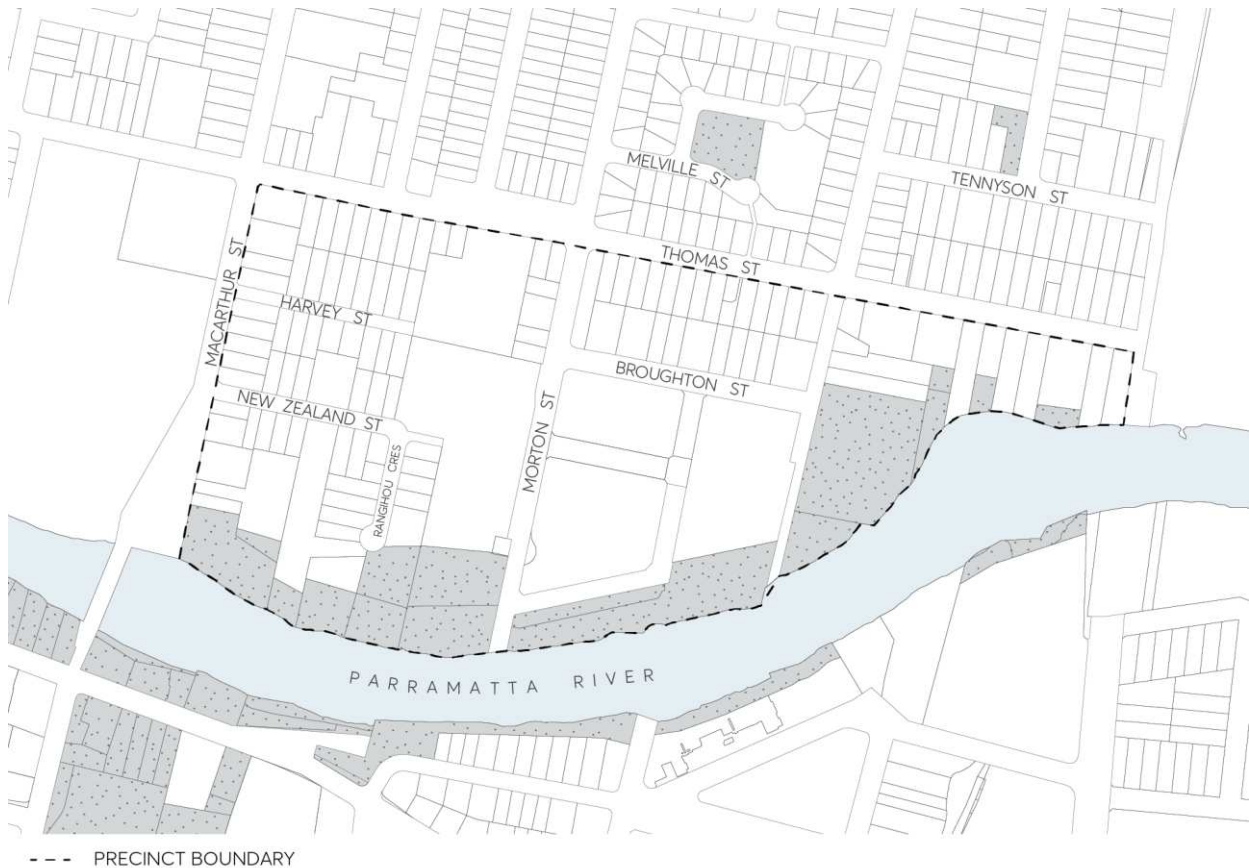 MELVILLE ST
TENNYSON ST
THOMAS ST
MACARTHUR ST
HARVEY ST
BROUGHTON ST
NEW ZEALAND ST
MORTON ST
RANGIHOU CRES
PARRAMATTA RIVER
PRECINCT BOUNDARY